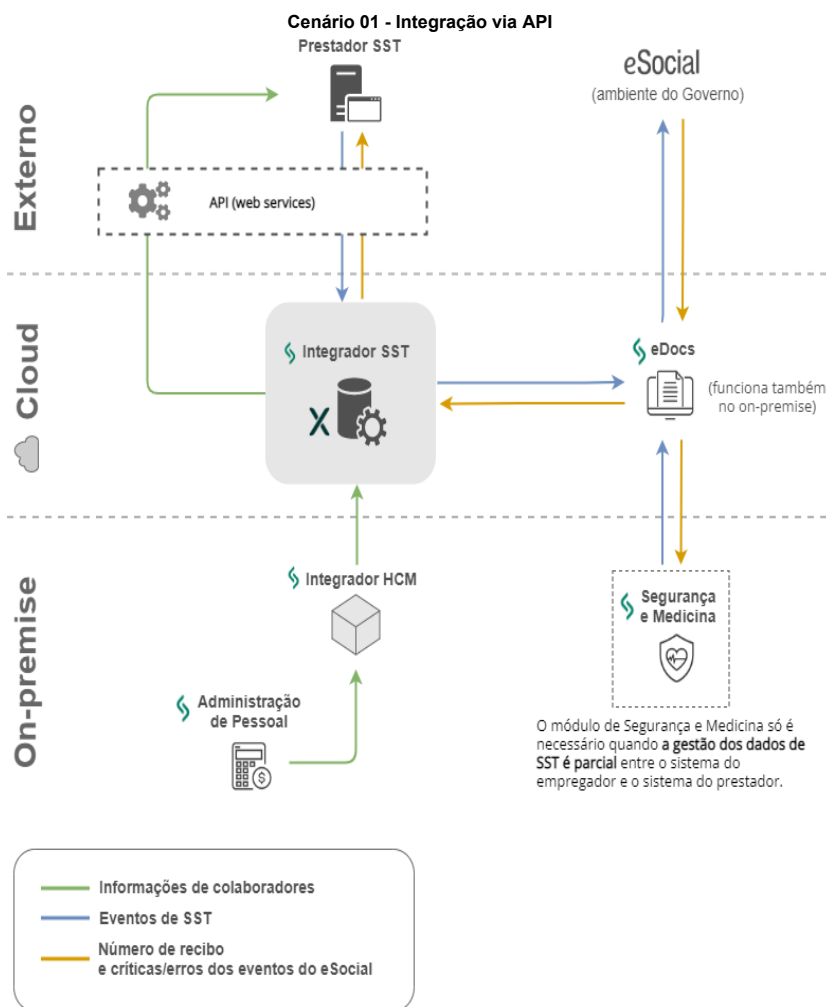 Cenário 01 - Integração via API
Prestador SST
eSocial
(ambiente do Governo)
Externo
API (web services)
Cloud
Integrador SST
X
eDocs
(funciona também
no on-premise)
On-premise
Integrador HCM
Administração
de Pessoal
$
Segurança
e Medicina
O módulo de Segurança e Medicina só é
necessário quando a gestão dos dados de
SST é parcial entre o sistema do
empregador e o sistema do prestador.
Informações de colaboradores
Eventos de SST
Número de recibo
e críticas/erros dos eventos do eSocial